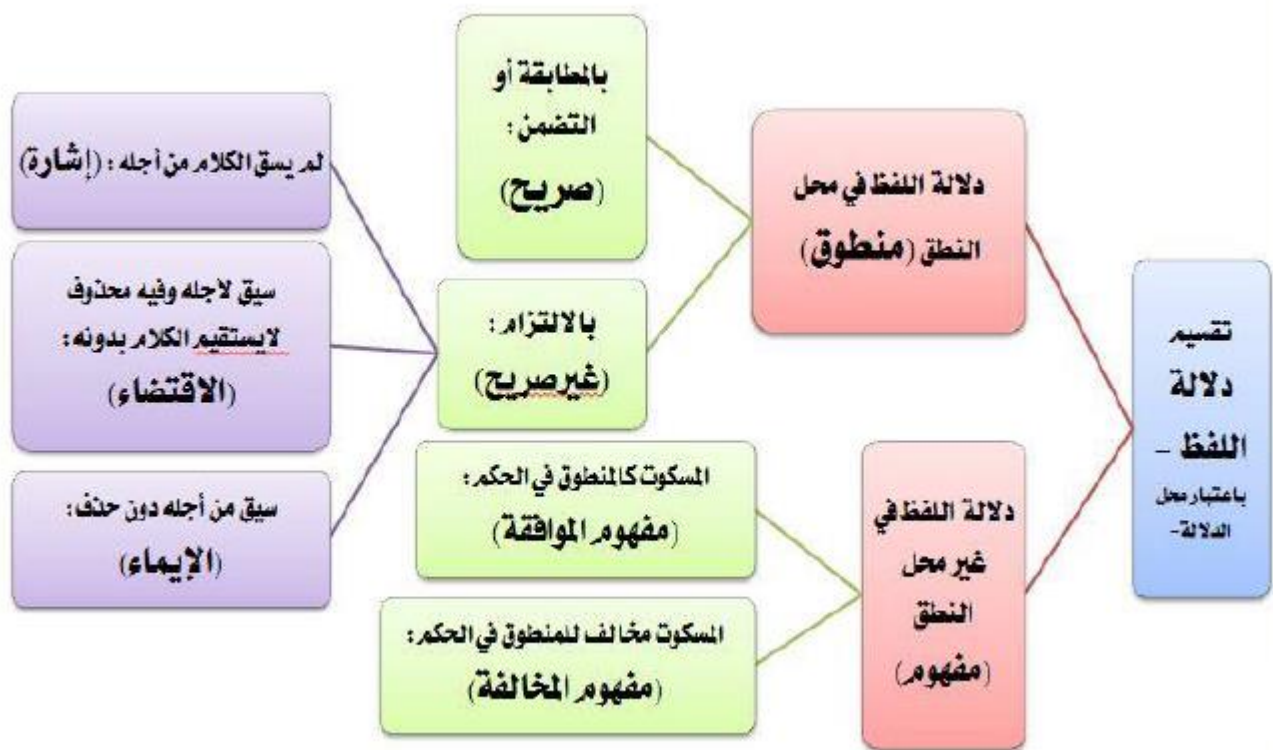 تقسيم
دلالة
اللفظ –
باعتبار محل
الدلالة-
دلالة اللفظ في محل
النطق (منطوق)
بالمطابقة أو
التضمن:
(صريح)
بالالتزام:
(غير صريح)
لم يسق الكلام من أجله: (إشارة)
سيق لاجله وفيه محذوف
لايستقيم الكلام بدونه:
(الاقتضاء)
سيق من أجله دون حذف:
(الإيماء)
دلالة اللفظ في
غير محل
النطق
(مفهوم)
المسكوت كالمنطوق في الحكم:
(مفهوم الموافقة)
المسكوت مخالف للمنطوق في الحكم:
(مفهوم المخالفة)